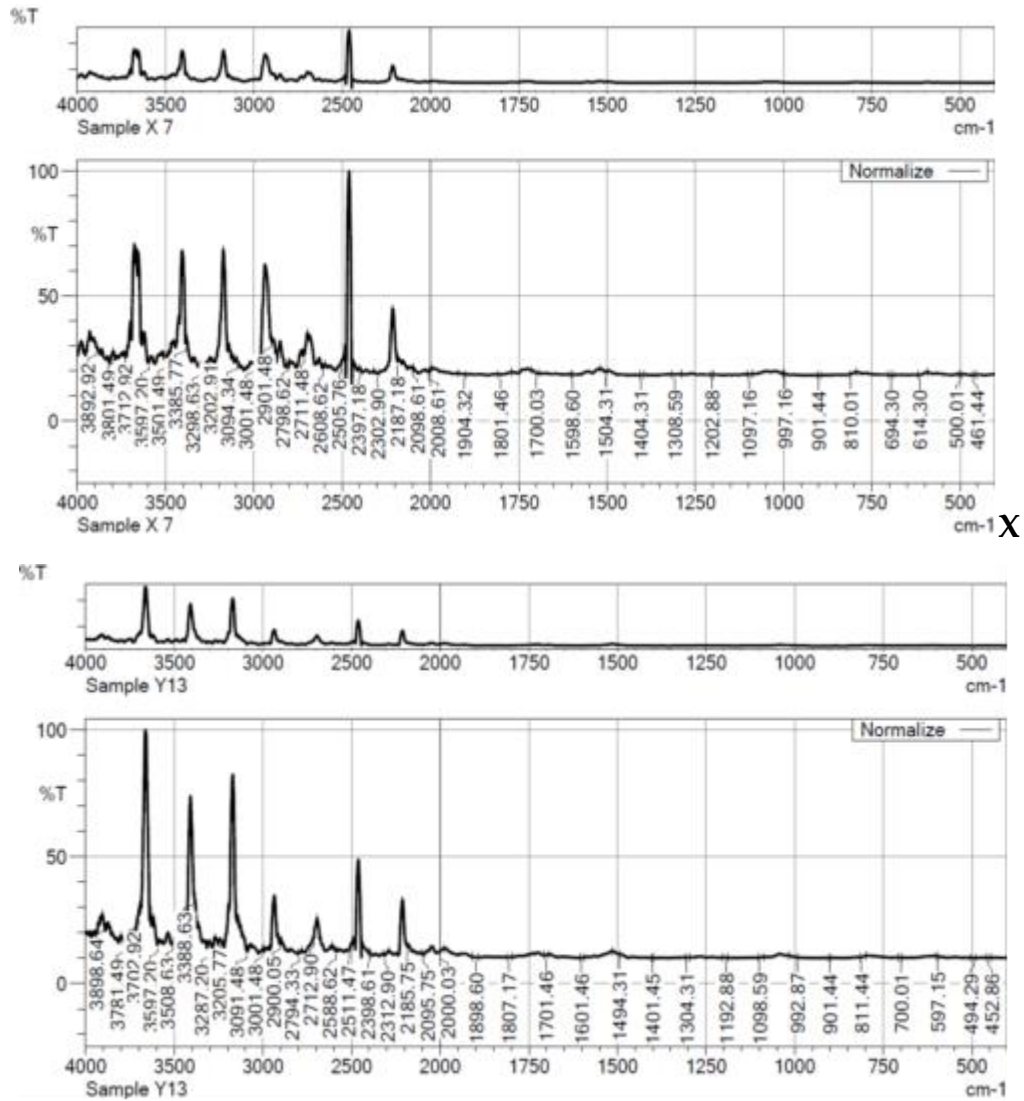 %T
4000 3500 3000 2500 2000 1750 1500 1250 1000 750 500
Sample X 7 cm-1
100 Normalize
%T
50
3892.92 3801.49 3712.92 3597.20 3501.49 3385.77 3298.63 3202.91 3094.34 3001.48 2901.48 2798.62 2711.48 2608.62 2505.76 2397.18 2302.90 2187.18 2098.61 2008.61 1904.32 1801.46 1700.03 1598.60 1504.31 1404.31 1308.59 1202.88 1097.16 997.16 901.44 810.01 694.30 614.30 500.01 461.44
0
4000 3500 3000 2500 2000 1750 1500 1250 1000 750 500
Sample X 7 cm-1 X
%T
4000 3500 3000 2500 2000 1750 1500 1250 1000 750 500
Sample Y13 cm-1
100 Normalize
%T
50
3898.64 3781.49 3702.92 3597.20 3508.63 3388.63 3287.20 3205.77 3091.48 3001.48 2900.05 2794.33 2712.90 2588.62 2511.47 2398.61 2312.90 2185.75 2095.75 2000.03 1898.60 1807.17 1701.46 1601.46 1494.31 1401.45 1304.31 1192.88 1098.59 992.87 901.44 811.44 700.01 597.15 494.29 452.86
0
4000 3500 3000 2500 2000 1750 1500 1250 1000 750 500
Sample Y13 cm-1